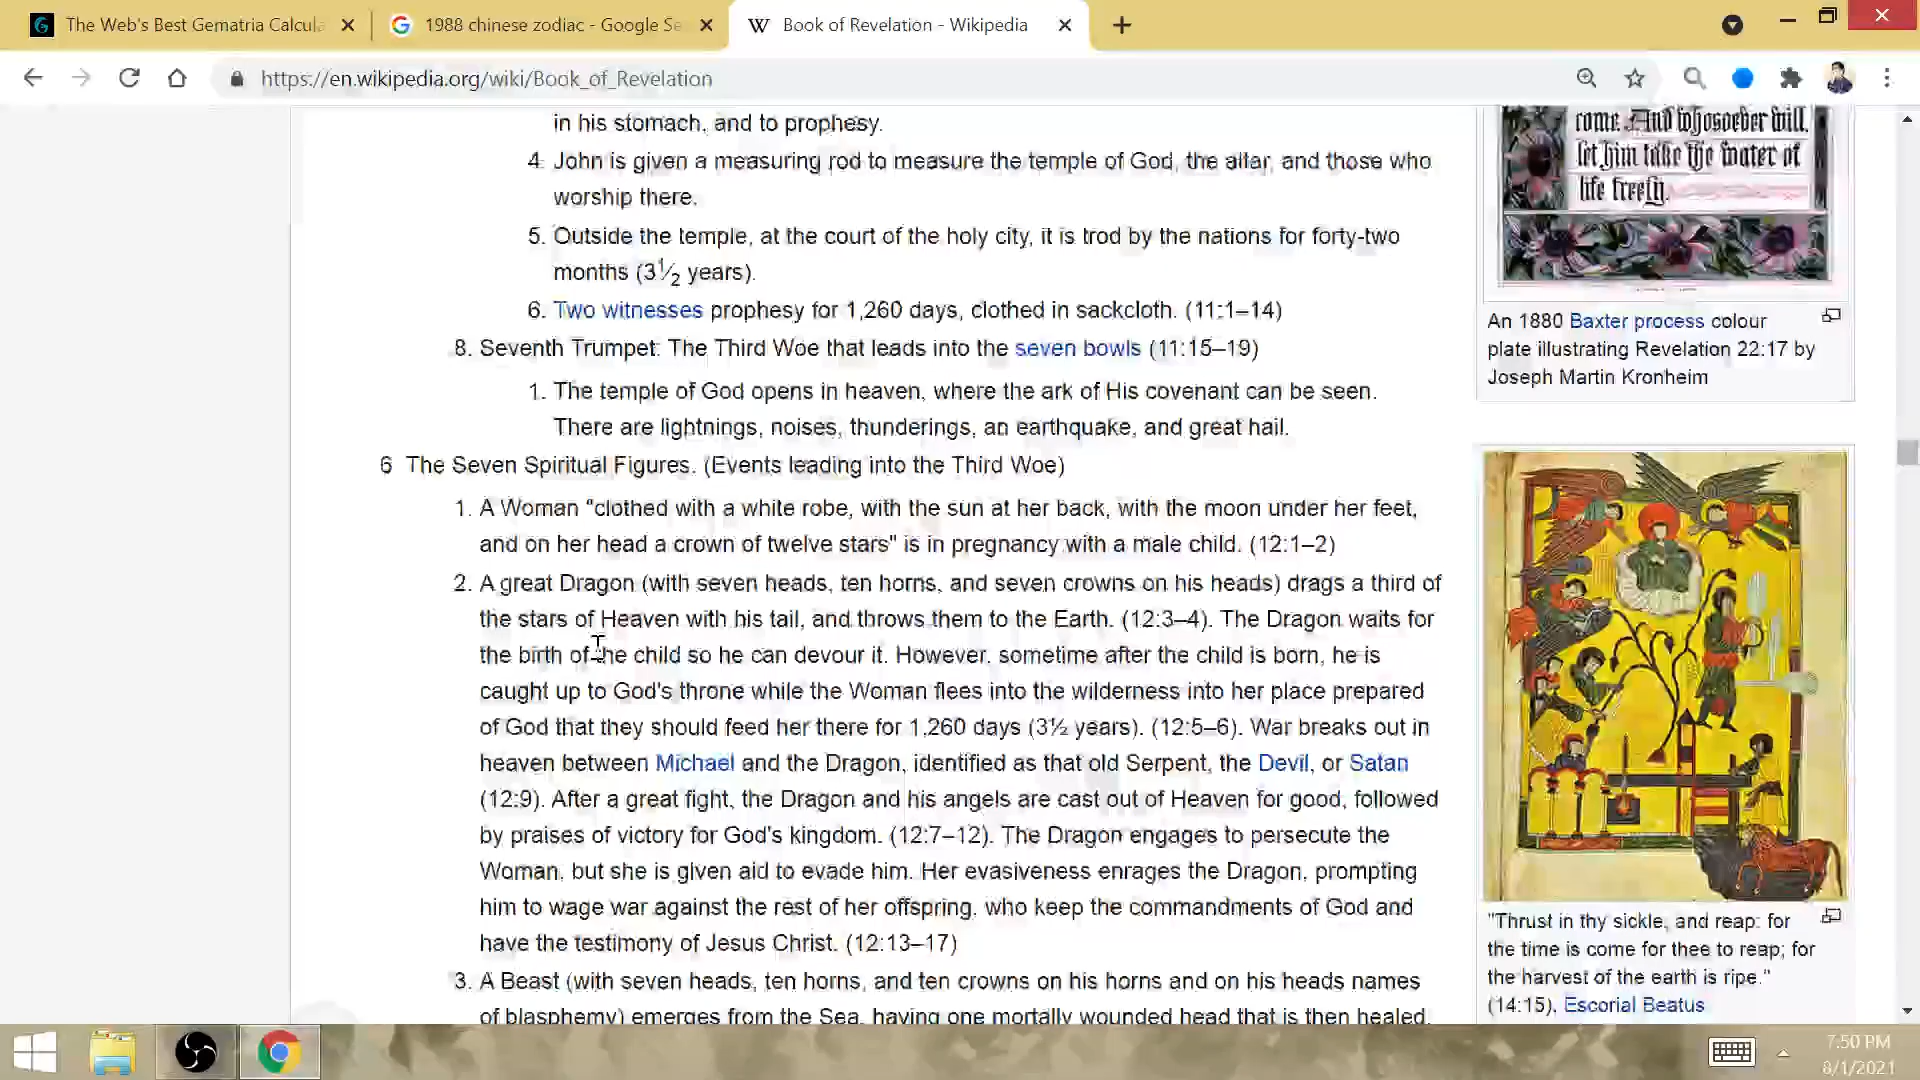 The Web's Best Gematria Calcula
1988 chinese zodiac - Google Se
Book of Revelation - Wikipedia
https://en.wikipedia.org/wiki/Book_of_Revelation
in his stomach, and to prophesy.
4. John is given a measuring rod to measure the temple of God, the altar, and those who
worship there.
5. Outside the temple, at the court of the holy city, it is trod by the nations for forty-two
months (3½ years).
6. Two witnesses prophesy for 1,260 days, clothed in sackcloth. (11:1–14)
8. Seventh Trumpet: The Third Woe that leads into the seven bowls (11:15–19)
1. The temple of God opens in heaven, where the ark of His covenant can be seen.
There are lightnings, noises, thunderings, an earthquake, and great hail.
6 The Seven Spiritual Figures. (Events leading into the Third Woe)
1. A Woman "clothed with a white robe, with the sun at her back, with the moon under her feet,
and on her head a crown of twelve stars" is in pregnancy with a male child. (12:1–2)
2. A great Dragon (with seven heads, ten horns, and seven crowns on his heads) drags a third of
the stars of Heaven with his tail, and throws them to the Earth. (12:3–4). The Dragon waits for
the birth of the child so he can devour it. However, sometime after the child is born, he is
caught up to God's throne while the Woman flees into the wilderness into her place prepared
of God that they should feed her there for 1,260 days (3½ years). (12:5–6). War breaks out in
heaven between Michael and the Dragon, identified as that old Serpent, the Devil, or Satan
(12:9). After a great fight, the Dragon and his angels are cast out of Heaven for good, followed
by praises of victory for God's kingdom. (12:7–12). The Dragon engages to persecute the
Woman, but she is given aid to evade him. Her evasiveness enrages the Dragon, prompting
him to wage war against the rest of her offspring, who keep the commandments of God and
have the testimony of Jesus Christ. (12:13–17)
3. A Beast (with seven heads, ten horns, and ten crowns on his horns and on his heads names
of blasphemy) emerges from the Sea, having one mortally wounded head that is then healed.
come. And whosoever will,
let him take the water of
life freely.
An 1880 Baxter process colour
plate illustrating Revelation 22:17 by
Joseph Martin Kronheim
"Thrust in thy sickle, and reap: for
the time is come for thee to reap; for
the harvest of the earth is ripe."
(14:15), Escorial Beatus
7:50 PM
8/1/2021